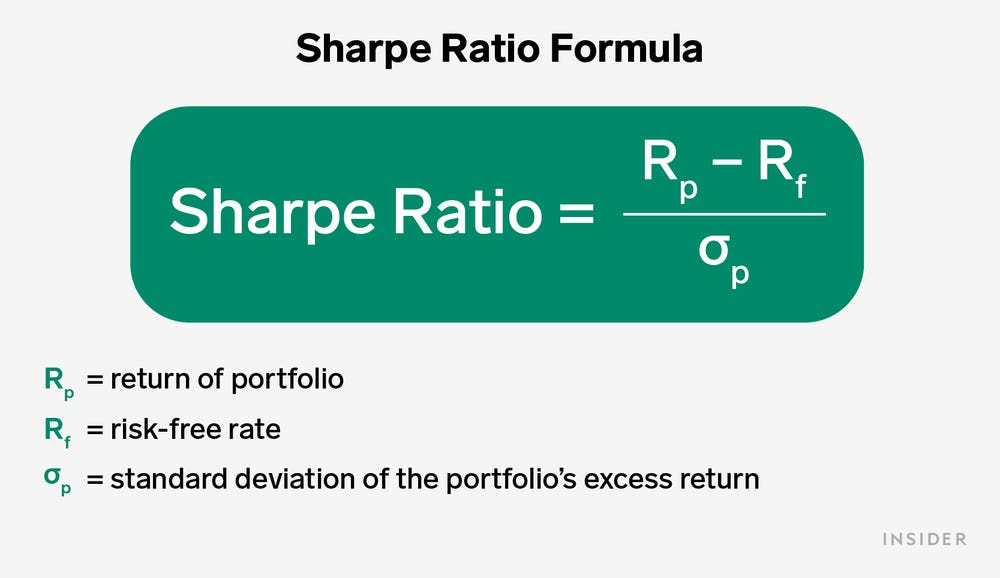 Sharpe Ratio Formula
Sharpe Ratio = Rp − Rf
σp
Rp = return of portfolio
Rf = risk-free rate
σp = standard deviation of the portfolio’s excess return
INSIDER